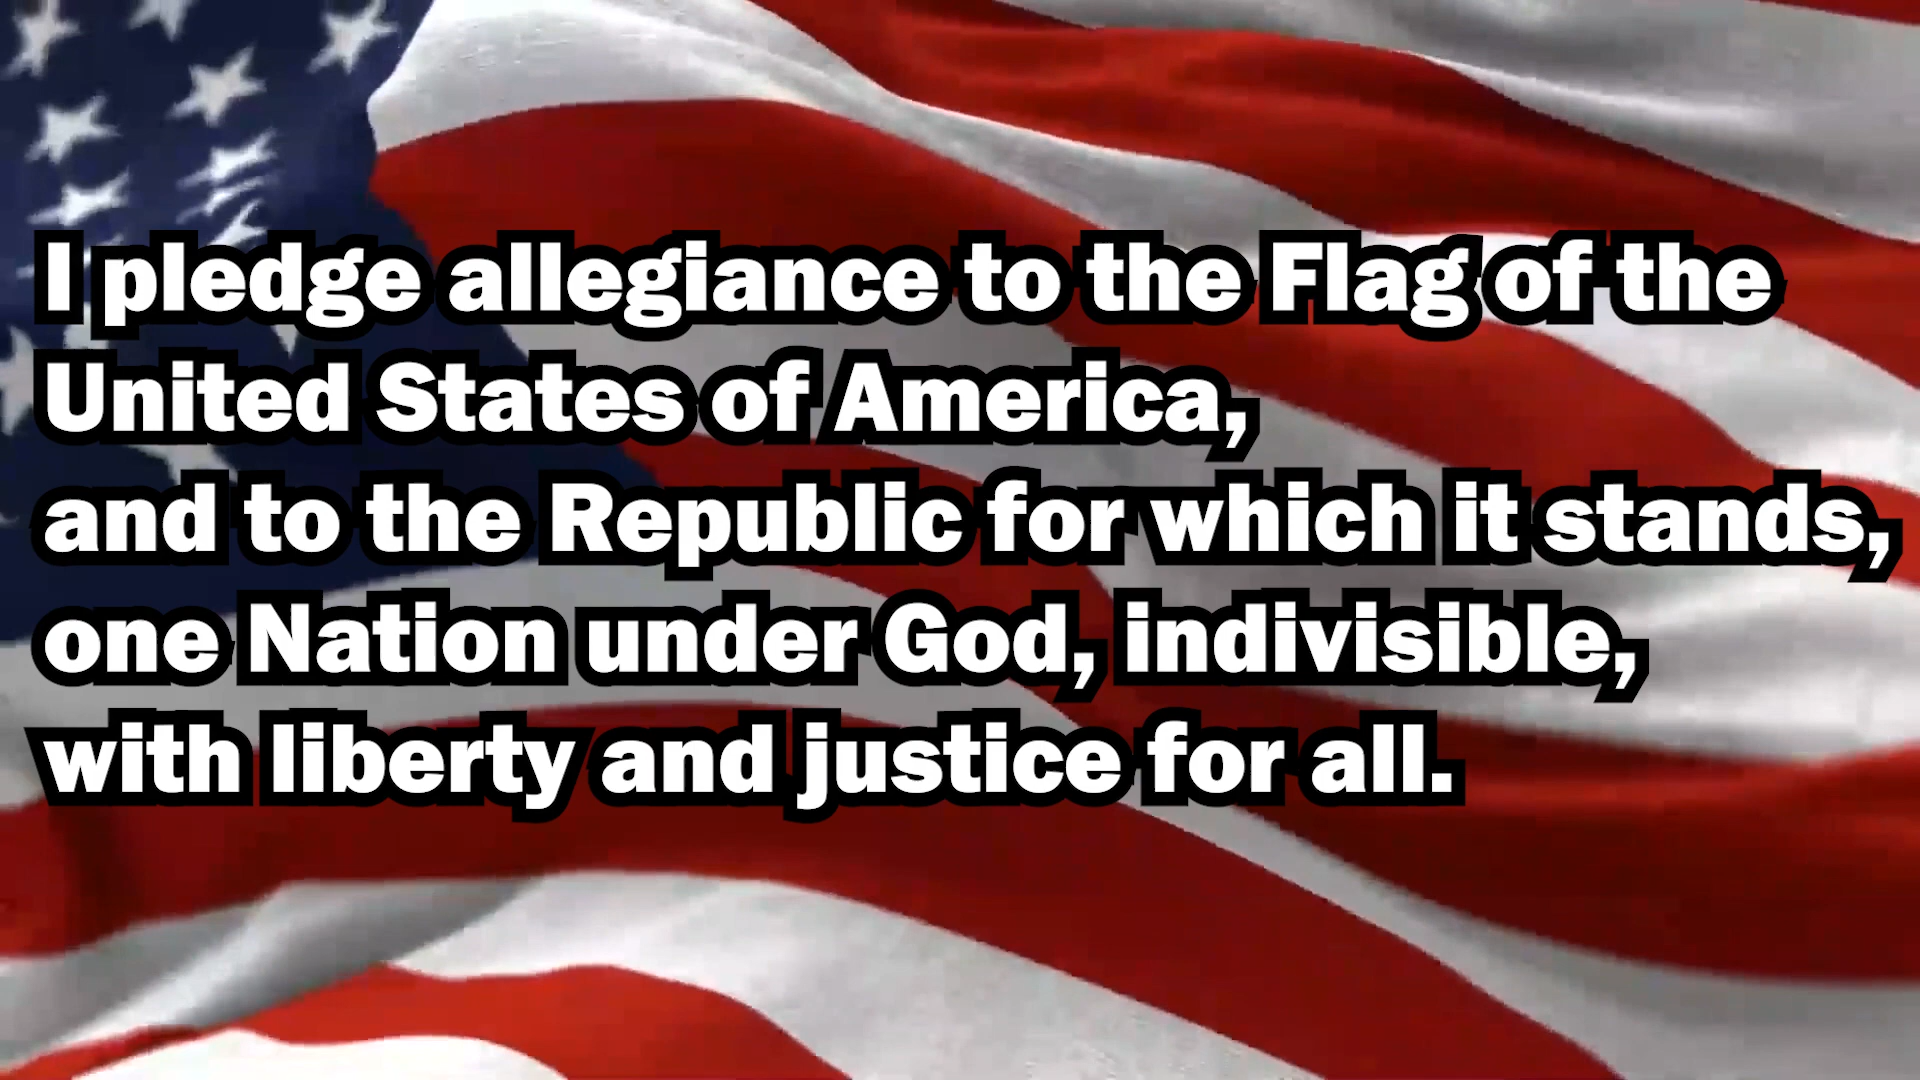 I pledge allegiance to the Flag of the
United States of America,
and to the Republic for which it stands,
one Nation under God, indivisible,
with liberty and justice for all.